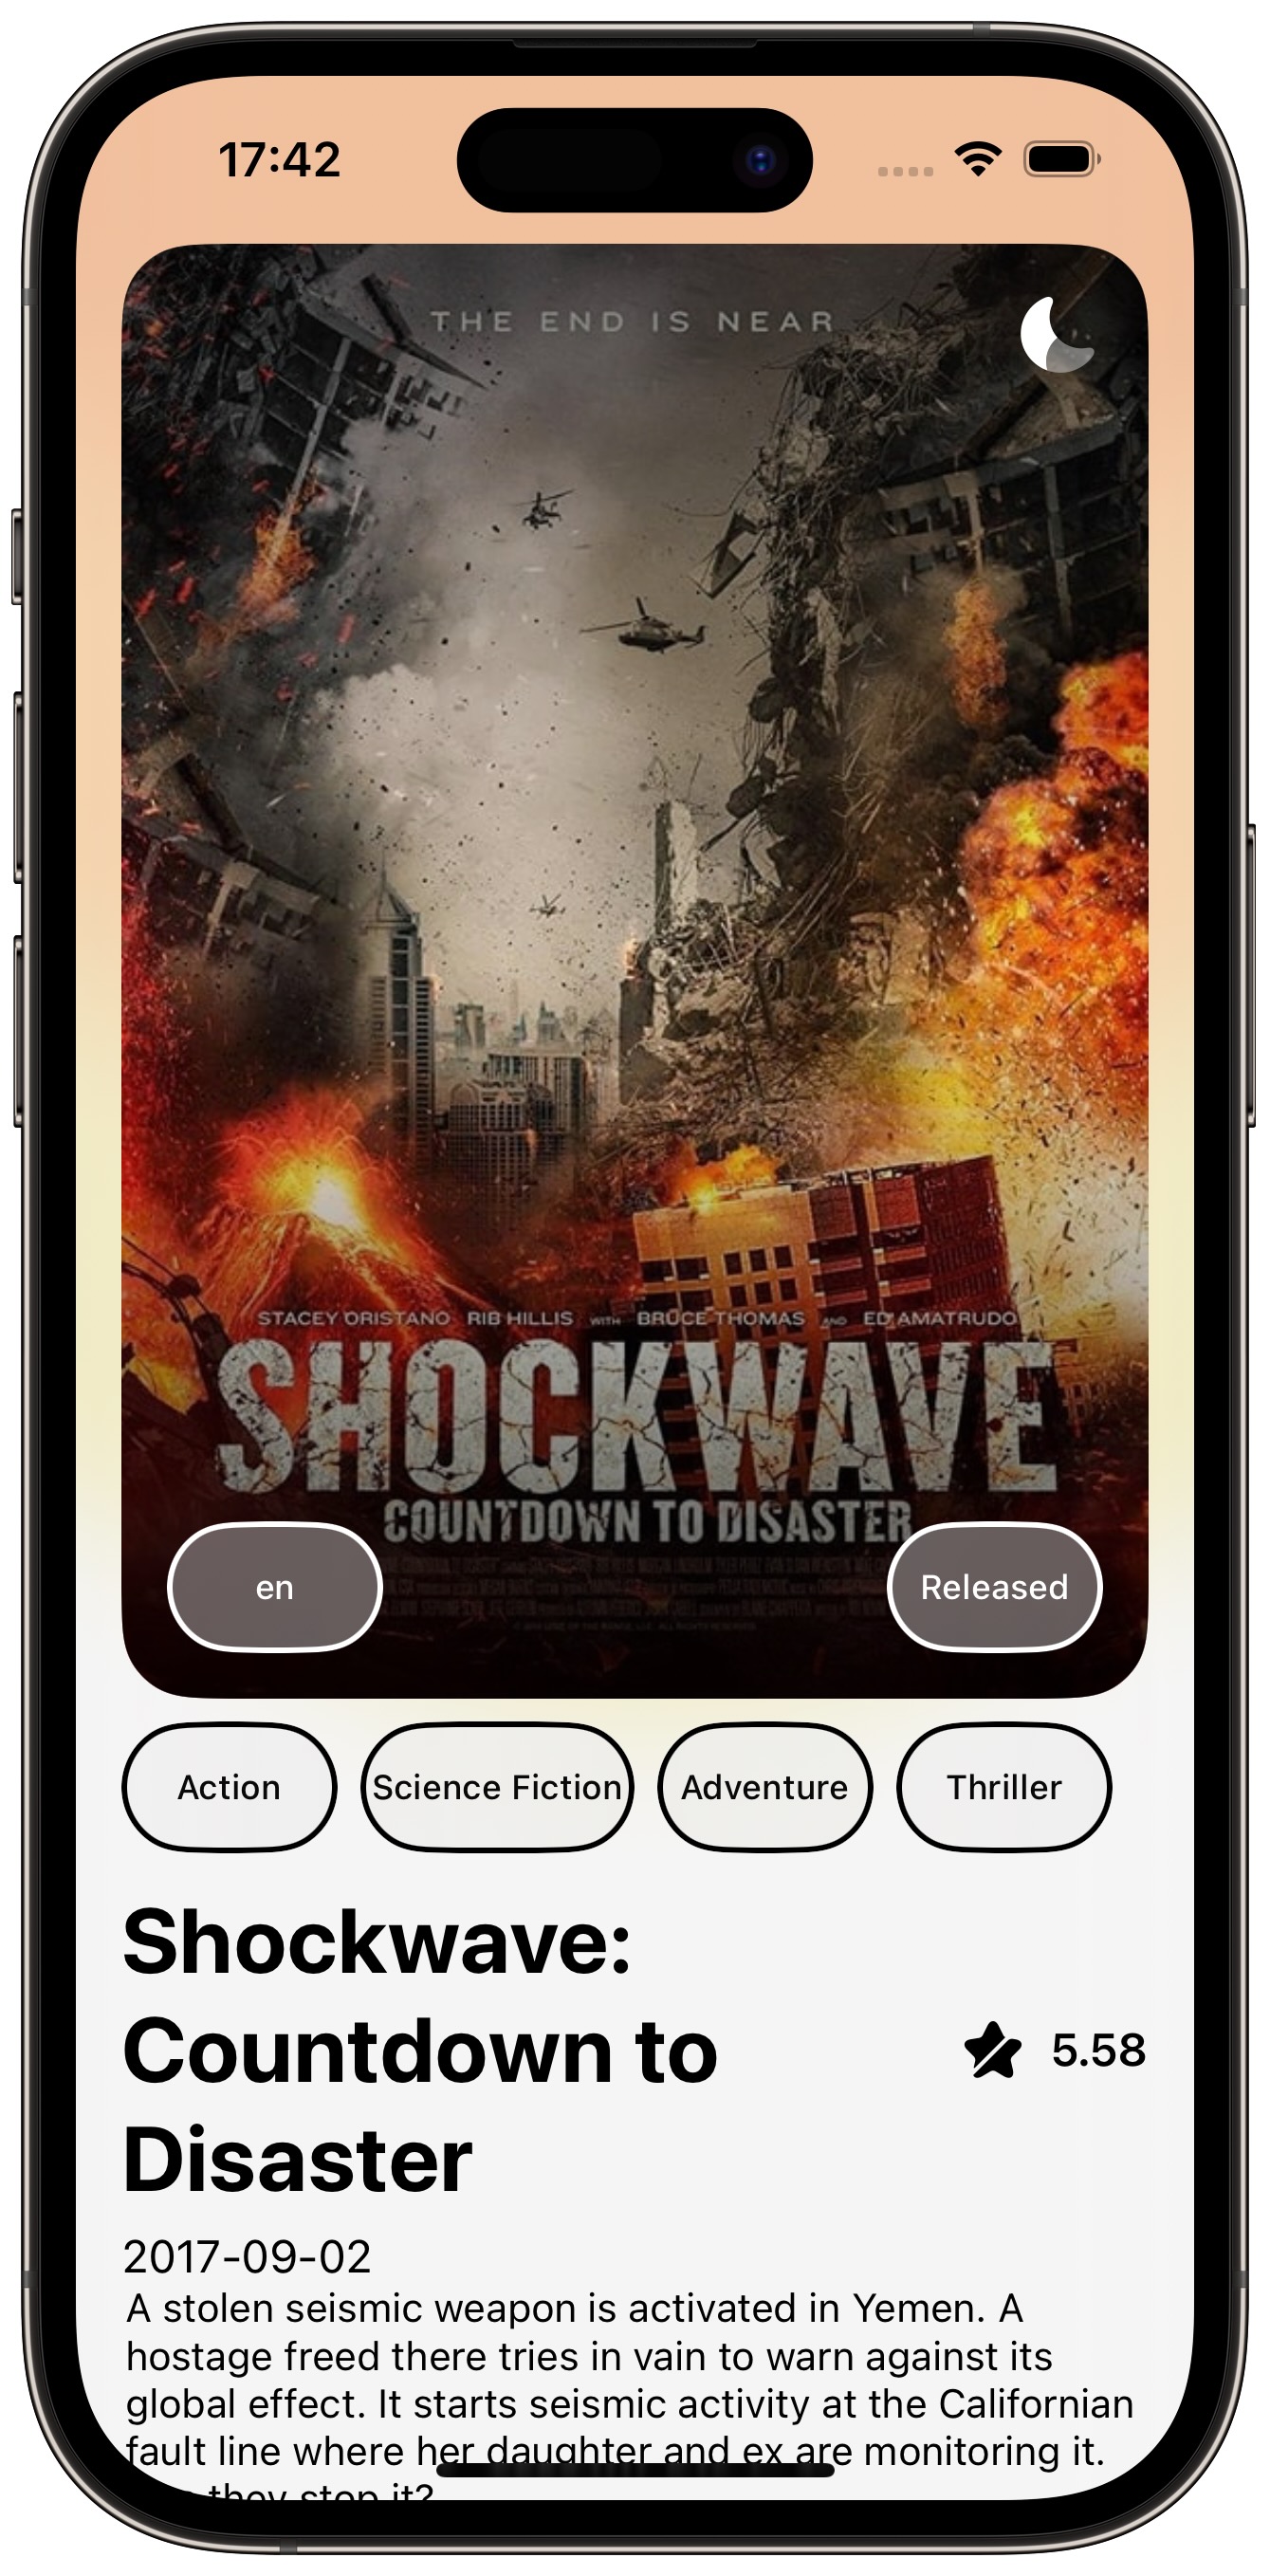 17:42
THE END IS NEAR
STACEY ORISTANO RIB HILLIS WITH BRUCE THOMAS AND ED AMATRUDO
SHOCKWAVE
COUNTDOWN TO DISASTER
en
Released
Action
Science Fiction
Adventure
Thriller
Shockwave:
Countdown to
Disaster
5.58
2017-09-02
A stolen seismic weapon is activated in Yemen. A
hostage freed there tries in vain to warn against its
global effect. It starts seismic activity at the Californian
fault line where her daughter and ex are monitoring it.
they stop it?